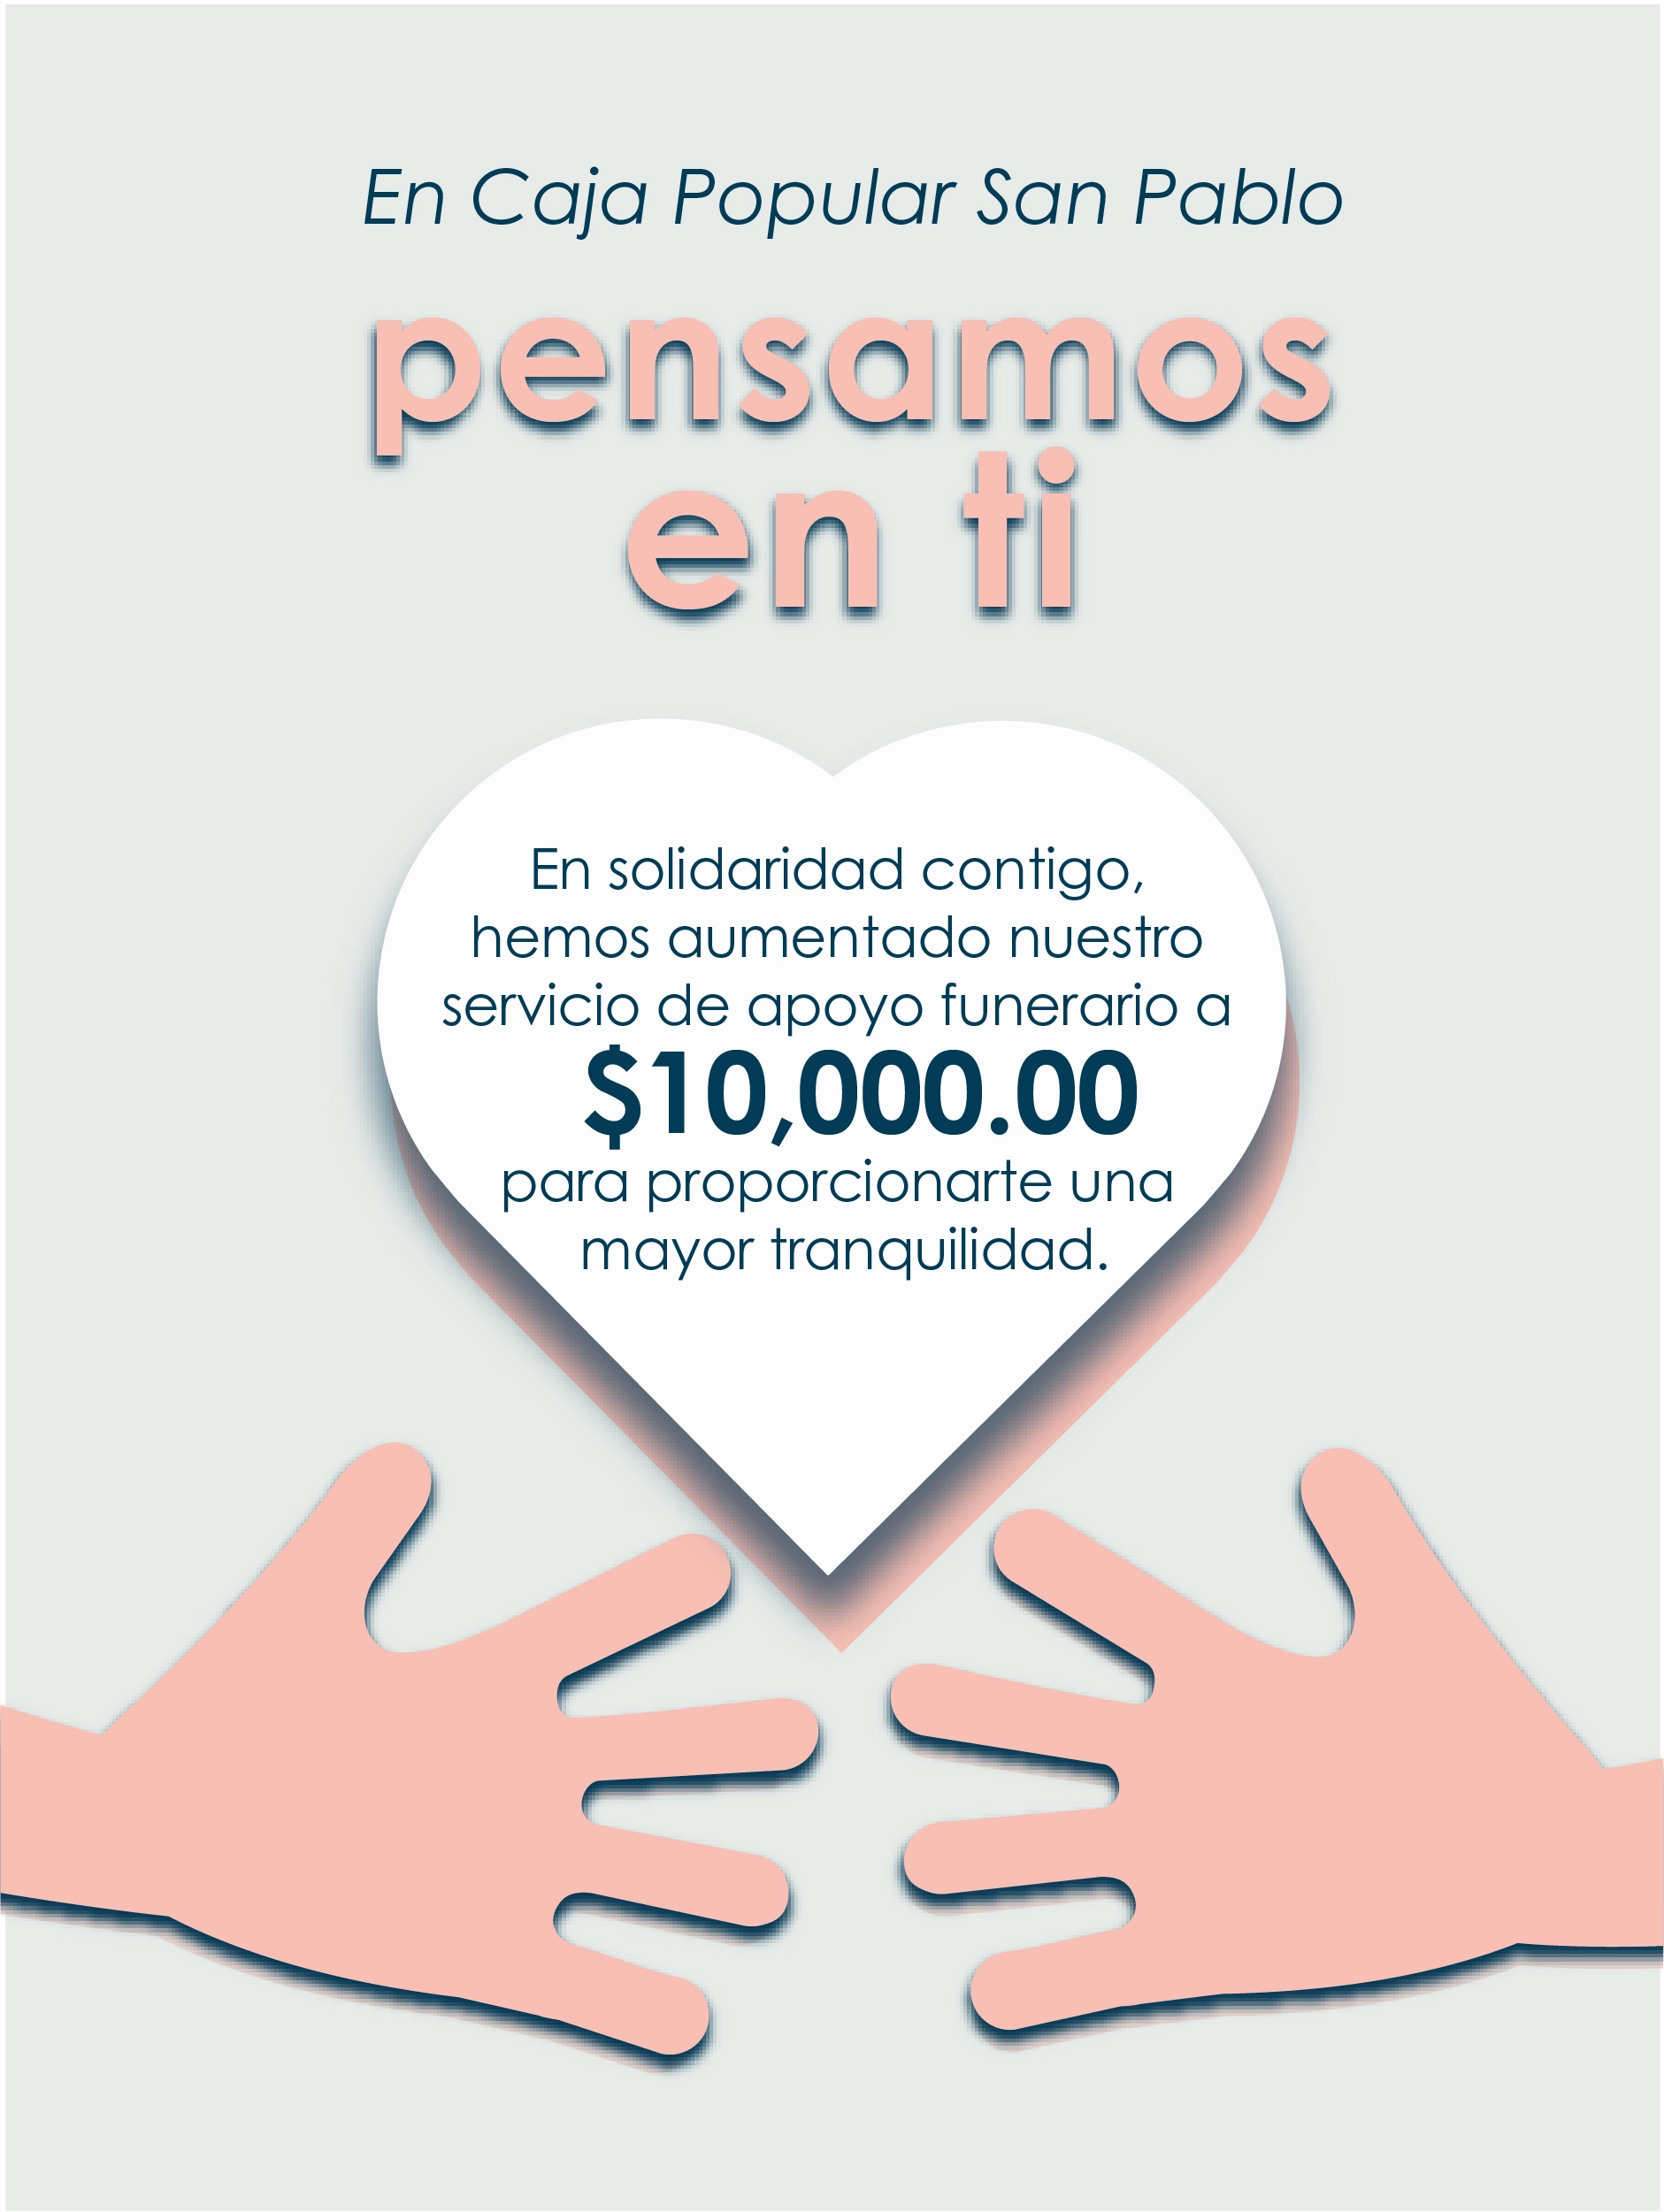 En Caja Popular San Pablo
pensamos
en ti
En solidaridad contigo,
hemos aumentado nuestro
servicio de apoyo funerario a
$10,000.00
para proporcionarte una
mayor tranquilidad.